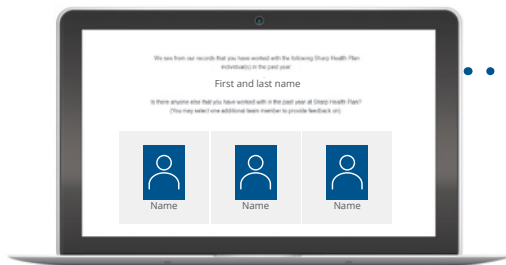 We see from our records that you have worked with the following Sharp Health Plan
individual(s) in the past year:
First and last name
Is there anyone else that you have worked with in the past year at Sharp Health Plan?
(You may select one additional team member to provide feedback on)
Name Name Name